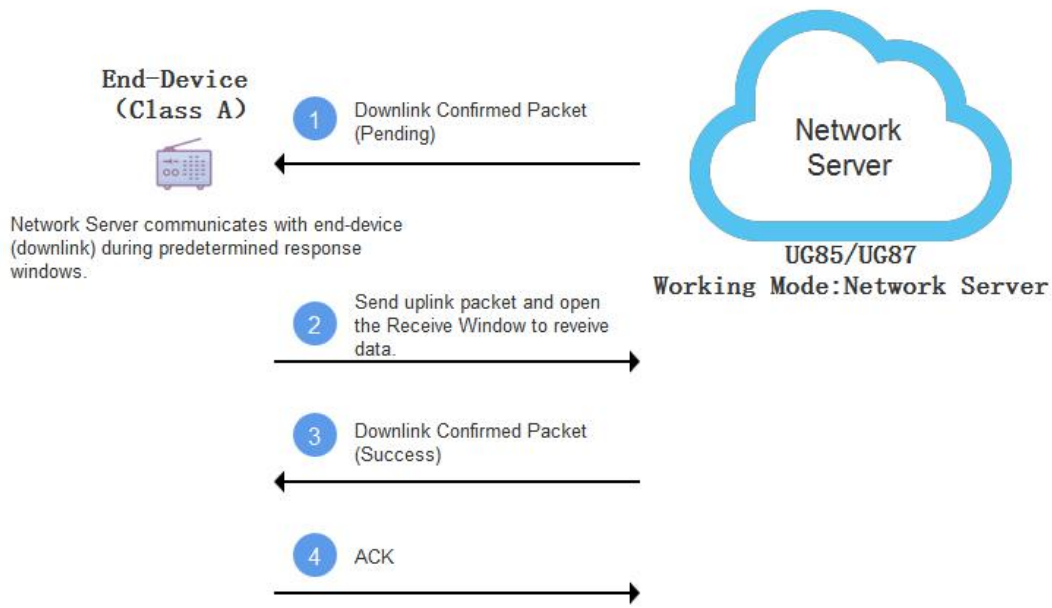 End-Device
(Class A)
1
Downlink Confirmed Packet
(Pending)
Network
Server
Network Server communicates with end-device
(downlink) during predetermined response
windows.
UG85/UG87
Working Mode:Network Server
2
Send uplink packet and open
the Receive Window to reveive
data.
3
Downlink Confirmed Packet
(Success)
4
ACK